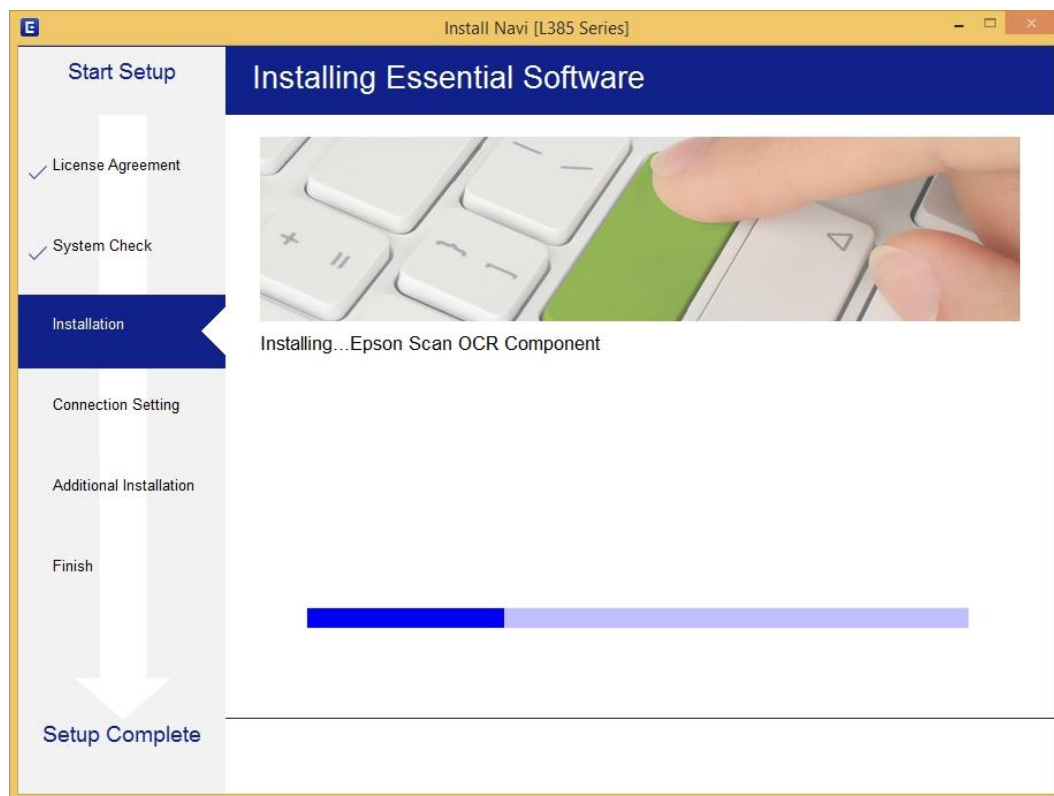 Install Navi [L385 Series]
Start Setup
Installing Essential Software
License Agreement
System Check
Installation
Installing...Epson Scan OCR Component
Connection Setting
Additional Installation
Finish
Setup Complete